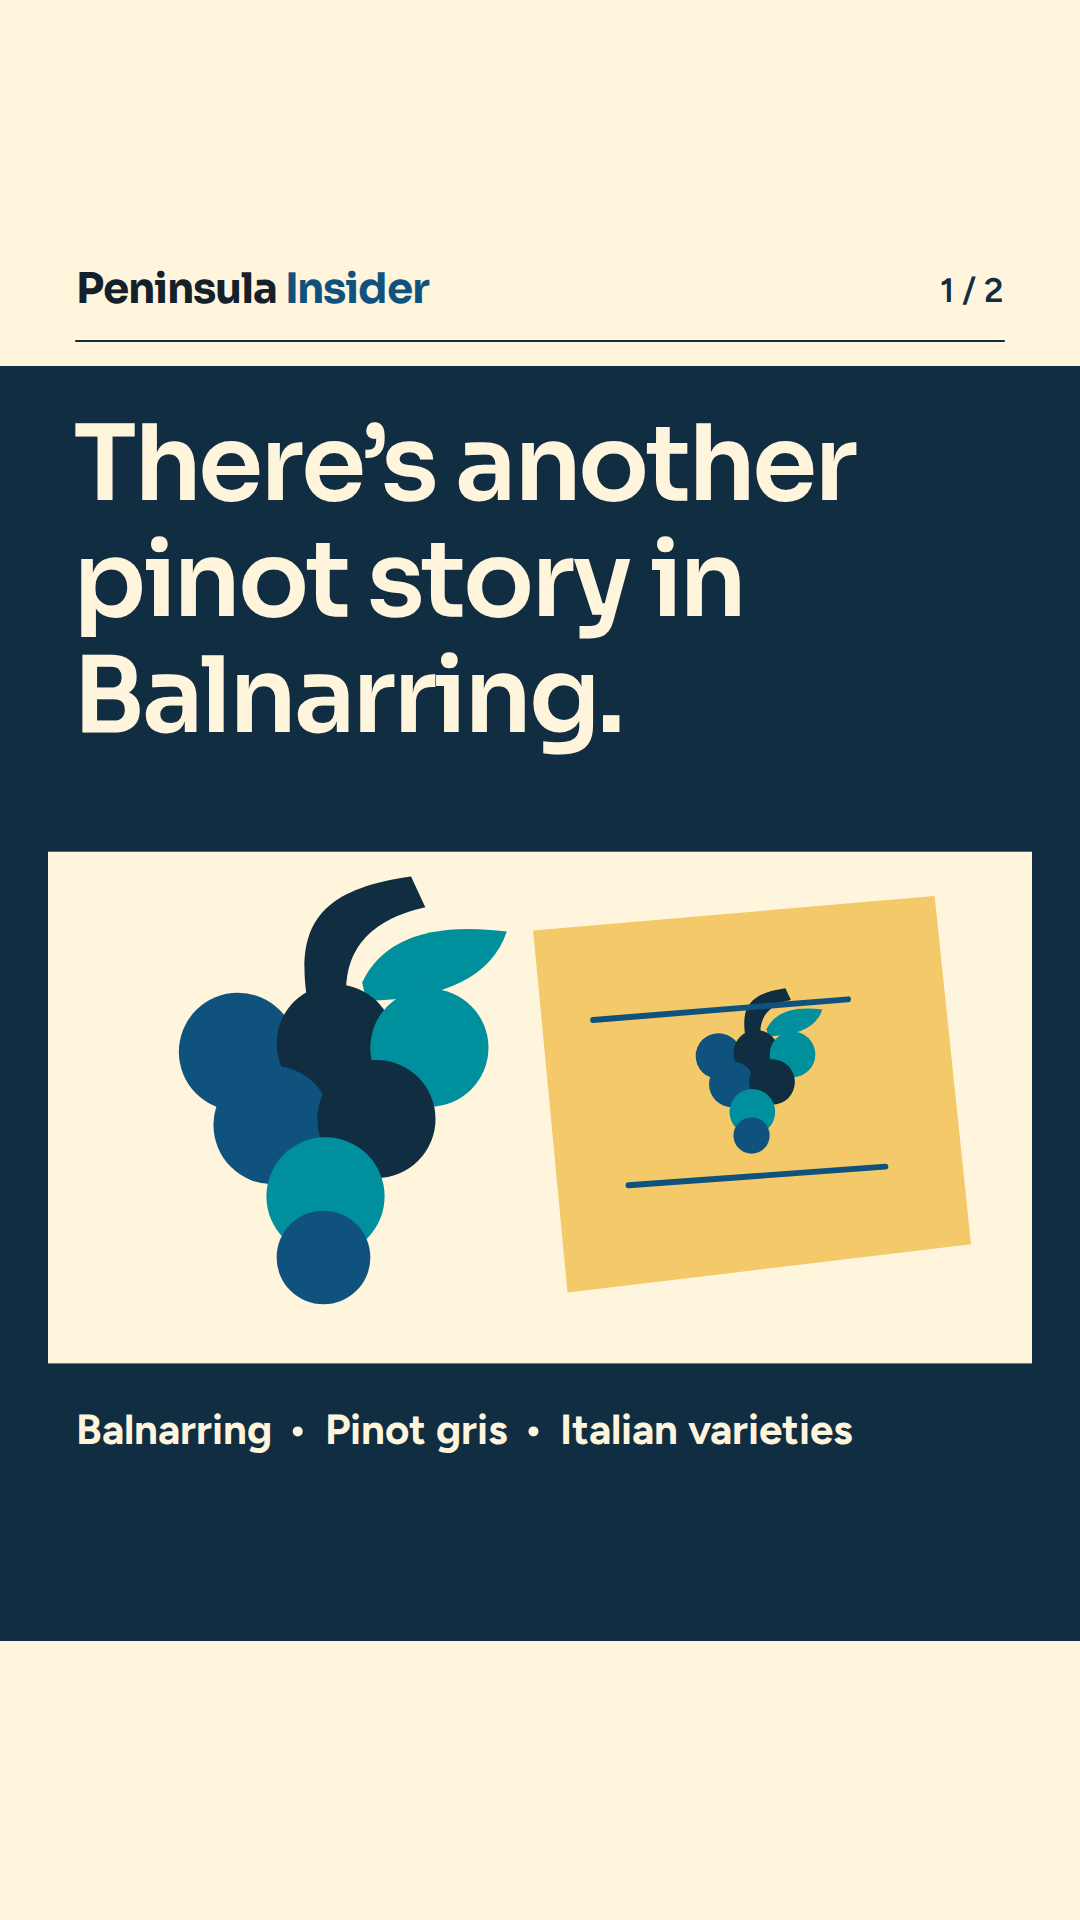 Peninsula Insider
1 / 2
There’s another
pinot story in
Balnarring.
Balnarring • Pinot gris • Italian varieties